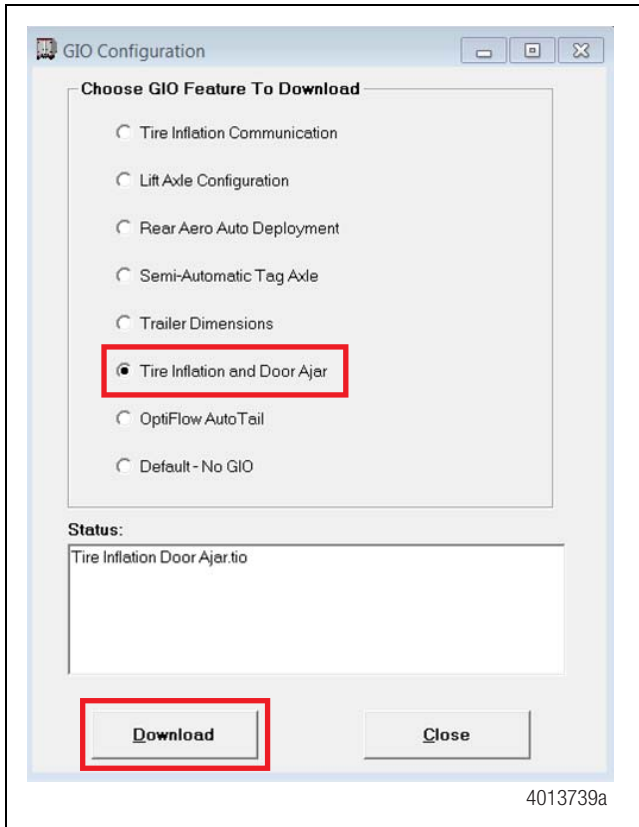 GIO Configuration
Choose GIO Feature To Download
Tire Inflation Communication
Lift Axle Configuration
Rear Aero Auto Deployment
Semi-Automatic Tag Axle
Trailer Dimensions
Tire Inflation and Door Ajar
OptiFlow AutoTail
Default - No GIO
Status:
Tire Inflation Door Ajar.tio
Download Close
4013739a